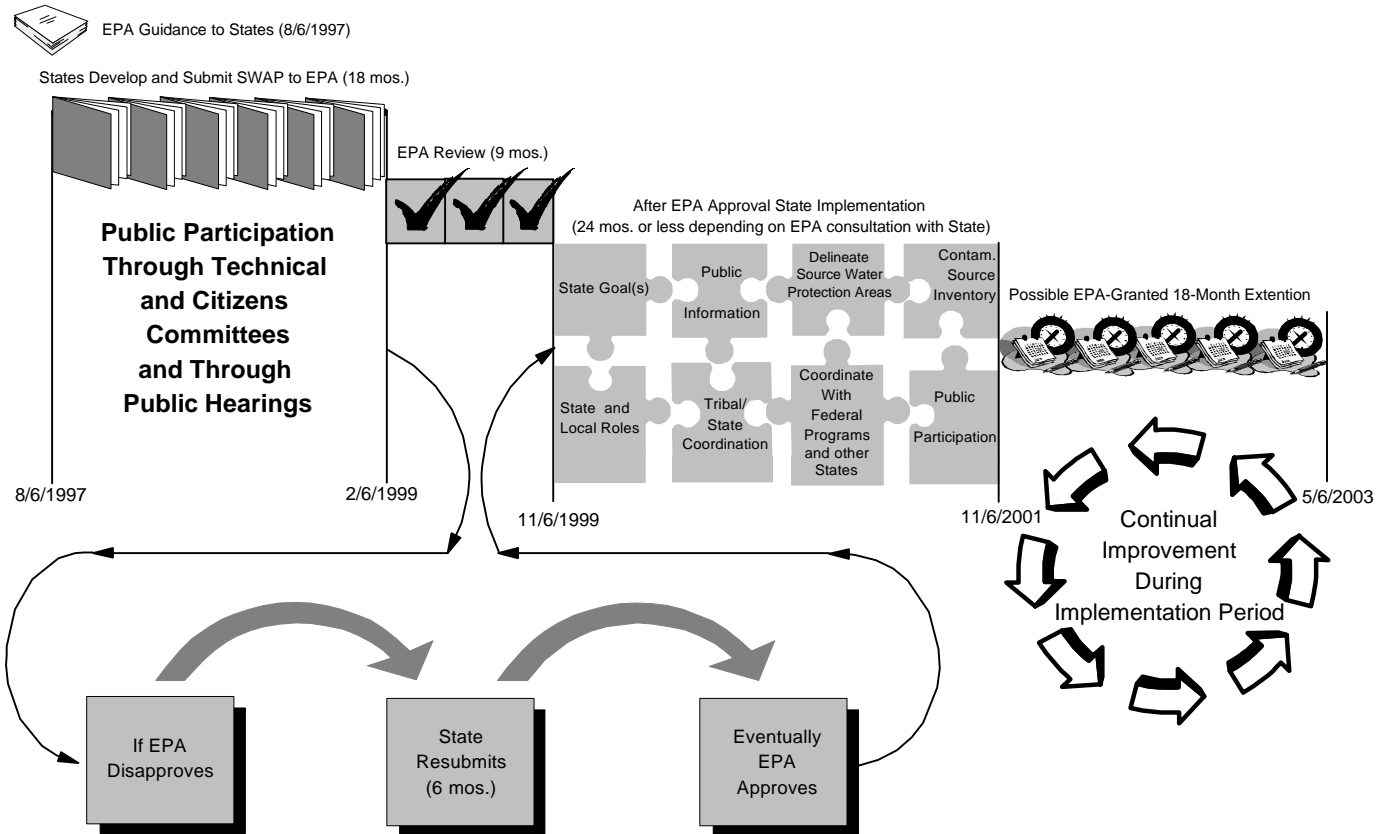 EPA Guidance to States (8/6/1997)
States Develop and Submit SWAP to EPA (18 mos.)
EPA Review (9 mos.)
Public Participation
Through Technical
and Citizens
Committees
and Through
Public Hearings
After EPA Approval State Implementation
(24 mos. or less depending on EPA consultation with State)
State Goal(s)
Public
Information
Delineate
Source Water
Protection Areas
Contam.
Source
Inventory
State and
Local Roles
Tribal/
State
Coordination
Coordinate
With
Federal
Programs
and other
States
Public
Participation
Possible EPA-Granted 18-Month Extention
8/6/1997
2/6/1999
11/6/1999
11/6/2001
5/6/2003
Continual
Improvement
During
Implementation Period
If EPA
Disapproves
State
Resubmits
(6 mos.)
Eventually
EPA
Approves